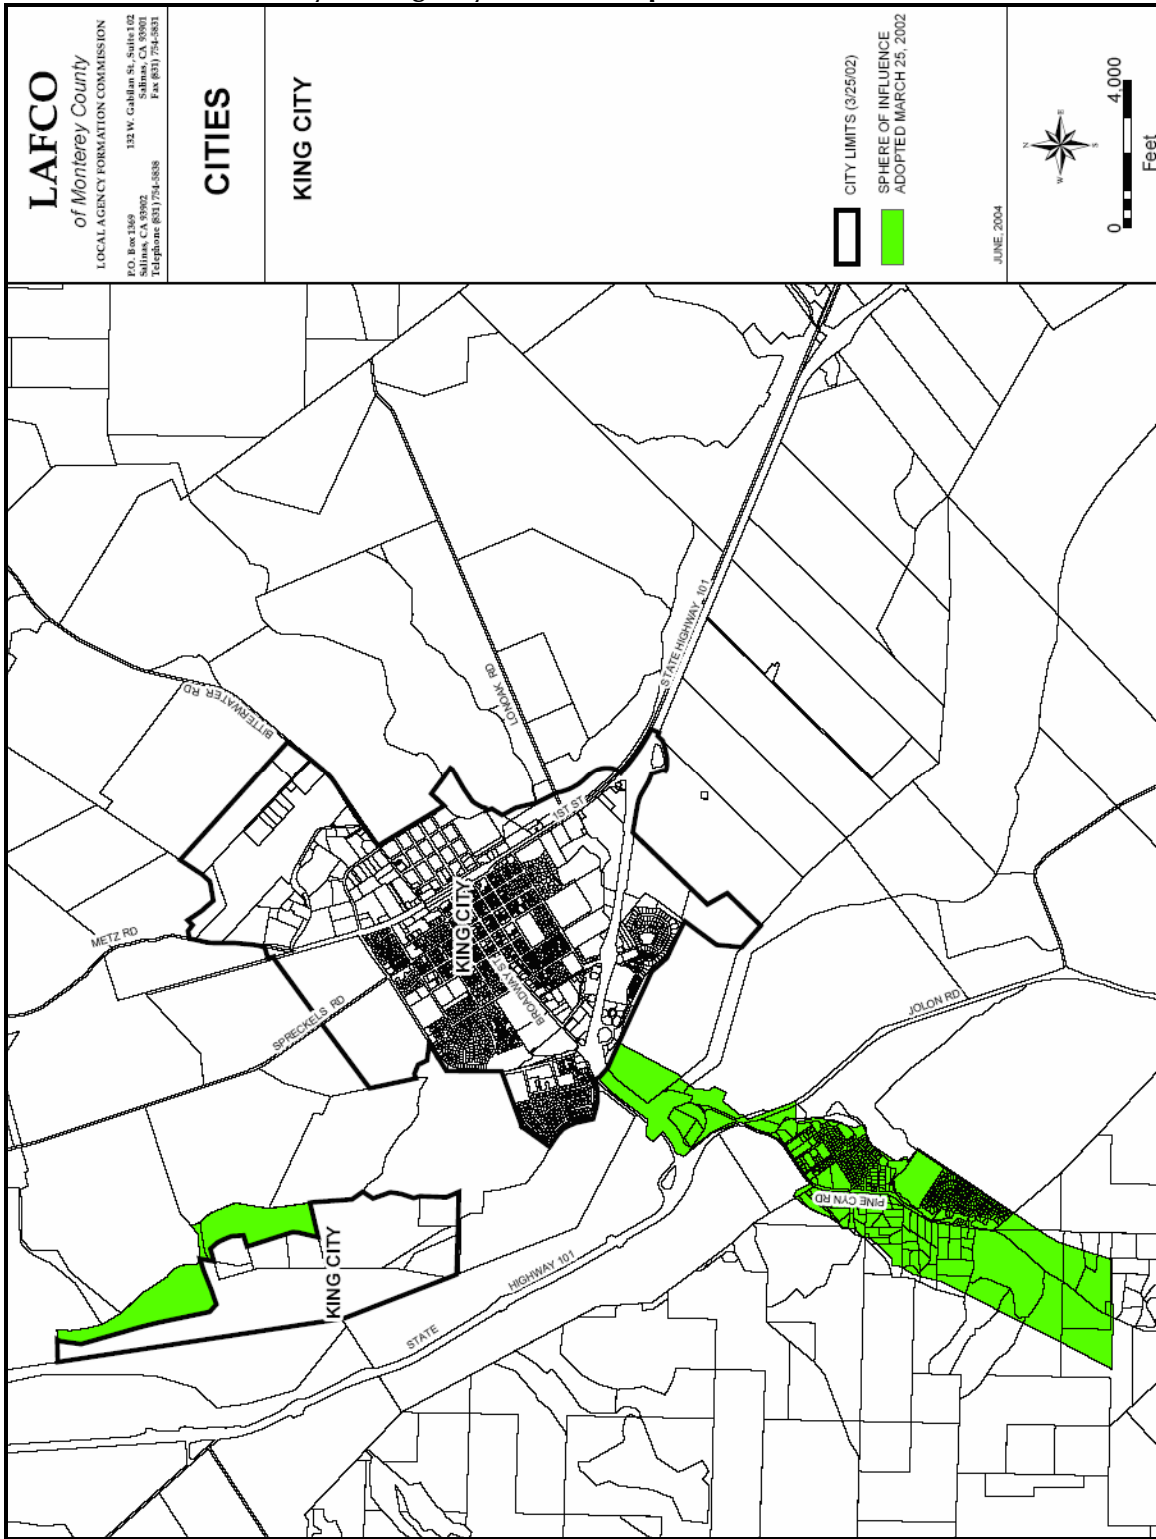 LAFCO
of Monterey County
LOCAL AGENCY FORMATION COMMISSION
P.O. Box 1369
Salinas, CA 93902
Telephone (831) 754-5838
132 W. Gabilan St., Suite 102
Salinas, CA 93901
Fax (831) 754-5831
CITIES
KING CITY
CITY LIMITS (3/25/02)
SPHERE OF INFLUENCE
ADOPTED MARCH 25, 2002
JUNE, 2004
N
E
S
W
0
4,000
Feet
BITTERWATER RD
LONOAK RD
STATE HIGHWAY 101
1ST ST
METZ RD
SPRECKELS RD
KING CITY
BROADWAY ST
JOLON RD
PINE CYN RD
KING CITY
STATE
HIGHWAY 101